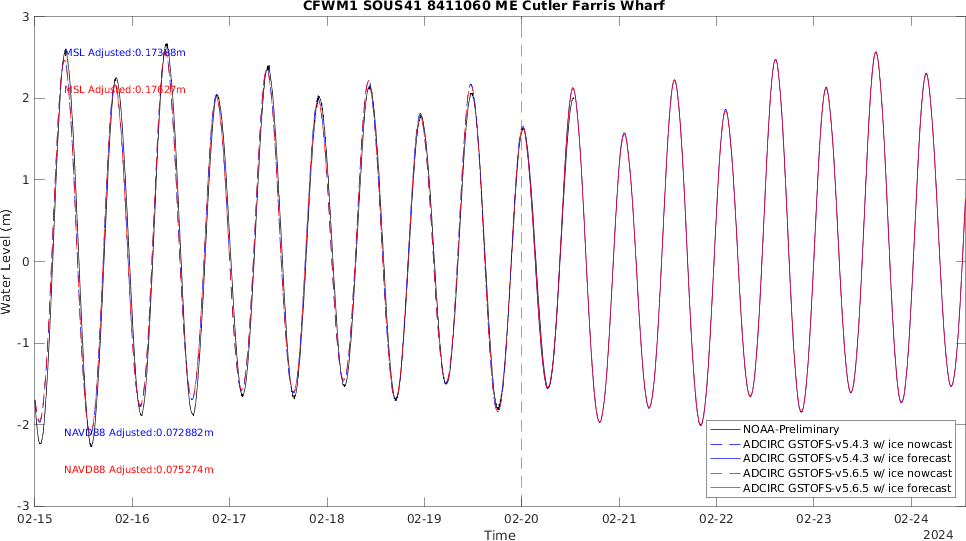 CFWM1 SOUS41 8411060 ME Cutler Farris Wharf
3
2
1
0
-1
-2
-3
Water Level (m)
MSL Adjusted:0.17388m
MSL Adjusted:0.17627m
NAVD88 Adjusted:0.072882m
NAVD88 Adjusted:0.075274m
NOAA-Preliminary
ADCIRC GSTOFS-v5.4.3 w/ ice nowcast
ADCIRC GSTOFS-v5.4.3 w/ ice forecast
ADCIRC GSTOFS-v5.6.5 w/ ice nowcast
ADCIRC GSTOFS-v5.6.5 w/ ice forecast
02-15 02-16 02-17 02-18 02-19 02-20 02-21 02-22 02-23 02-24
Time
2024